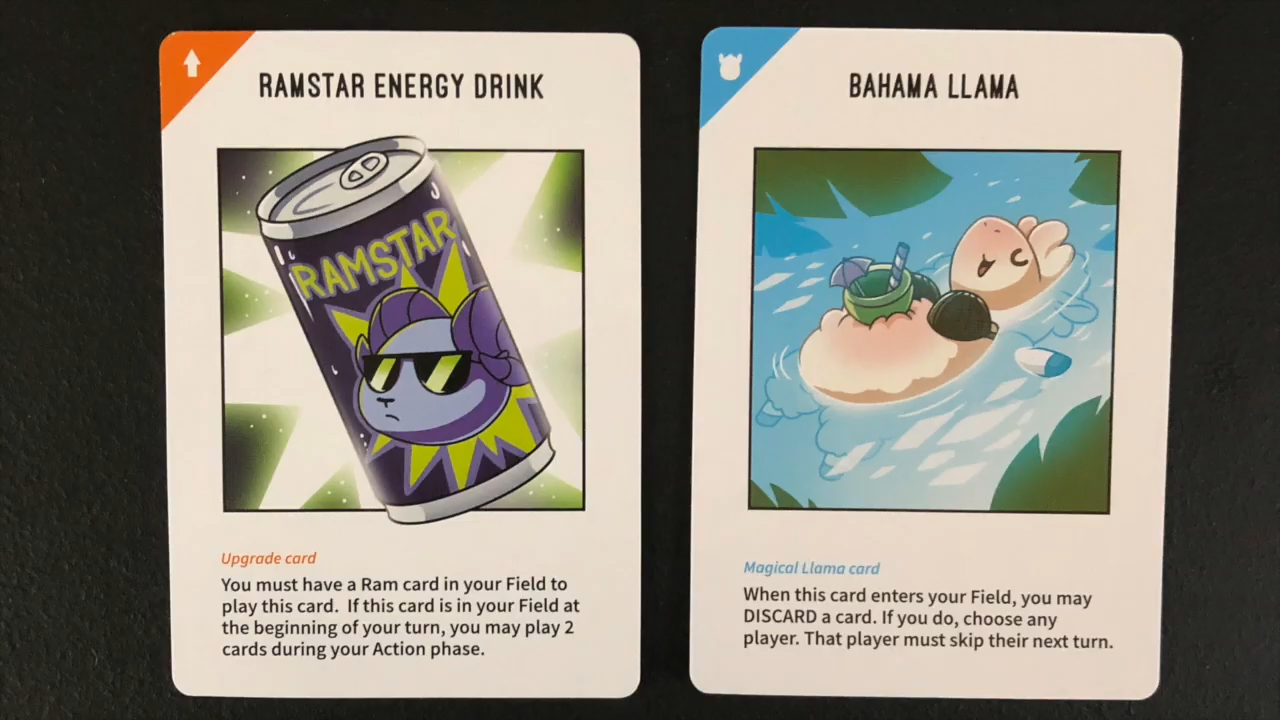 RAMSTAR ENERGY DRINK
RAMSTAR
Upgrade card
You must have a Ram card in your Field to
play this card. If this card is in your Field at
the beginning of your turn, you may play 2
cards during your Action phase.
BAHAMA LLAMA
Magical Llama card
When this card enters your Field, you may
DISCARD a card. If you do, choose any
player. That player must skip their next turn.